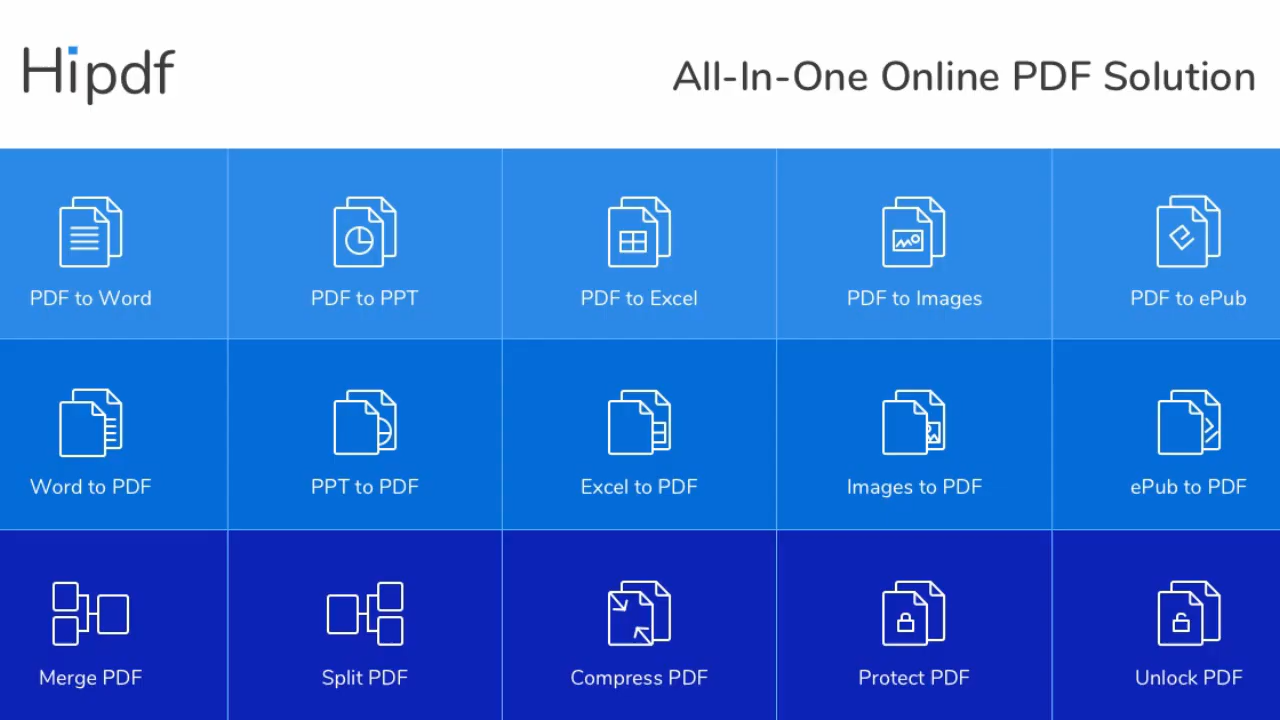 Hipdf
All-In-One Online PDF Solution
PDF to Word
PDF to PPT
PDF to Excel
PDF to Images
PDF to ePub
Word to PDF
PPT to PDF
Excel to PDF
Images to PDF
ePub to PDF
Merge PDF
Split PDF
Compress PDF
Protect PDF
Unlock PDF